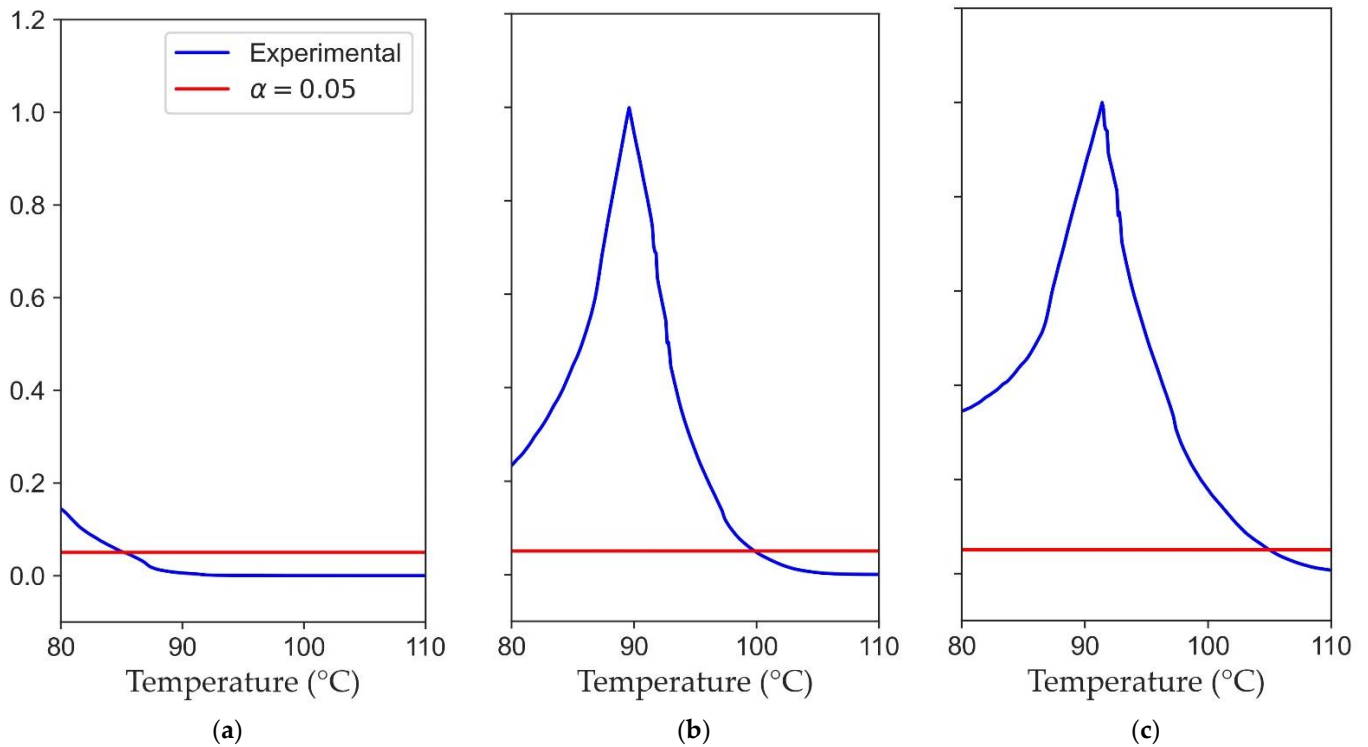 1.2
1.0
0.8
0.6
0.4
0.2
0.0
Experimental
α = 0.05
80 90 100 110
Temperature (°C)
(a)
80 90 100 110
Temperature (°C)
(b)
80 90 100 110
Temperature (°C)
(c)